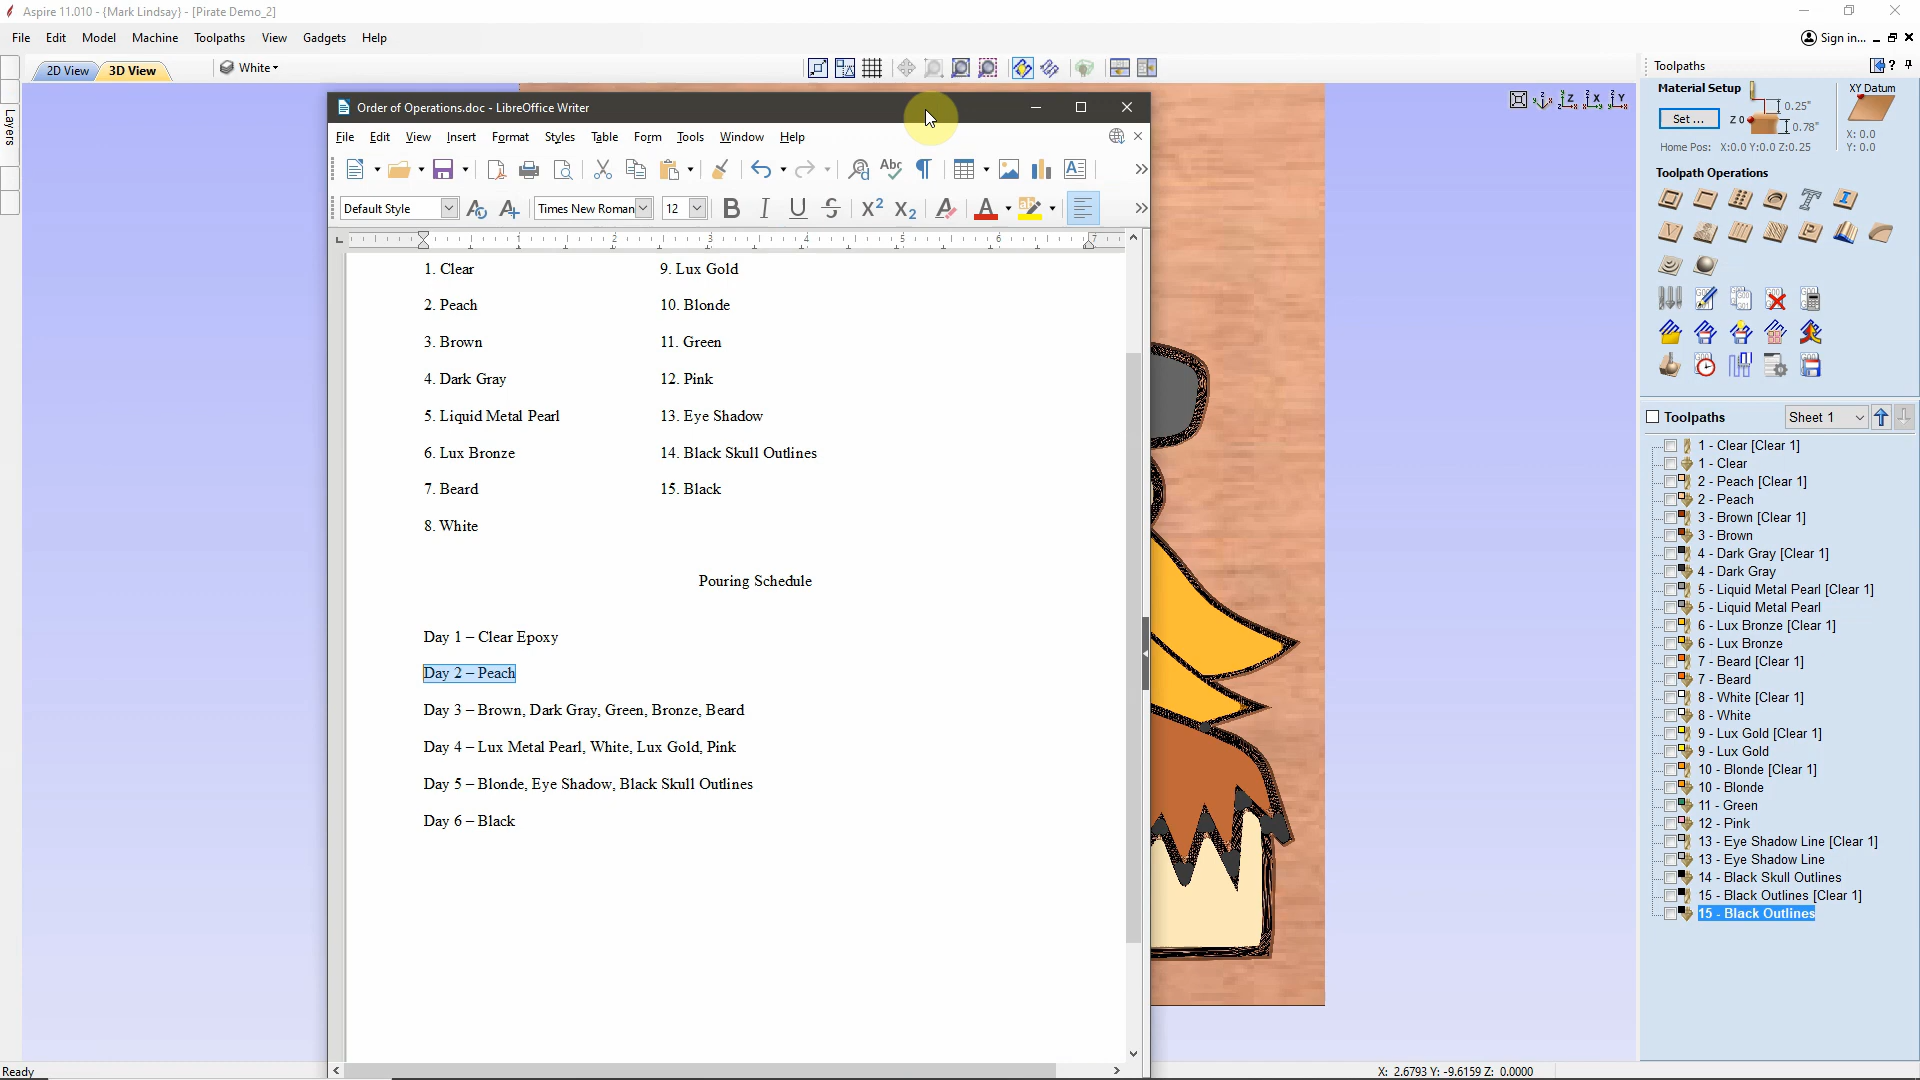 Aspire 11.010 - {Mark Lindsay} - [Pirate Demo_2]
File Edit Model Machine Toolpaths View Gadgets Help
Sign in...
2D View 3D View White
Toolpaths
Layers
Order of Operations.doc - LibreOffice Writer
File Edit View Insert Format Styles Table Form Tools Window Help
Default Style Times New Roman 12
1. Clear 9. Lux Gold
2. Peach 10. Blonde
3. Brown 11. Green
4. Dark Gray 12. Pink
5. Liquid Metal Pearl 13. Eye Shadow
6. Lux Bronze 14. Black Skull Outlines
7. Beard 15. Black
8. White
Pouring Schedule
Day 1 – Clear Epoxy
Day 2 – Peach
Day 3 – Brown, Dark Gray, Green, Bronze, Beard
Day 4 – Lux Metal Pearl, White, Lux Gold, Pink
Day 5 – Blonde, Eye Shadow, Black Skull Outlines
Day 6 – Black
Material Setup XY Datum
Set ... Z 0 0.25"
0.78"
X: 0.0
Y: 0.0
Home Pos: X:0.0 Y:0.0 Z:0.25
Toolpath Operations
Toolpaths Sheet 1
1 - Clear [Clear 1]
1 - Clear
2 - Peach [Clear 1]
2 - Peach
3 - Brown [Clear 1]
3 - Brown
4 - Dark Gray [Clear 1]
4 - Dark Gray
5 - Liquid Metal Pearl [Clear 1]
5 - Liquid Metal Pearl
6 - Lux Bronze [Clear 1]
6 - Lux Bronze
7 - Beard [Clear 1]
7 - Beard
8 - White [Clear 1]
8 - White
9 - Lux Gold [Clear 1]
9 - Lux Gold
10 - Blonde [Clear 1]
10 - Blonde
11 - Green
12 - Pink
13 - Eye Shadow Line [Clear 1]
13 - Eye Shadow Line
14 - Black Skull Outlines
15 - Black Outlines [Clear 1]
15 - Black Outlines
Ready
X: 2.6793 Y: -9.6159 Z: 0.0000